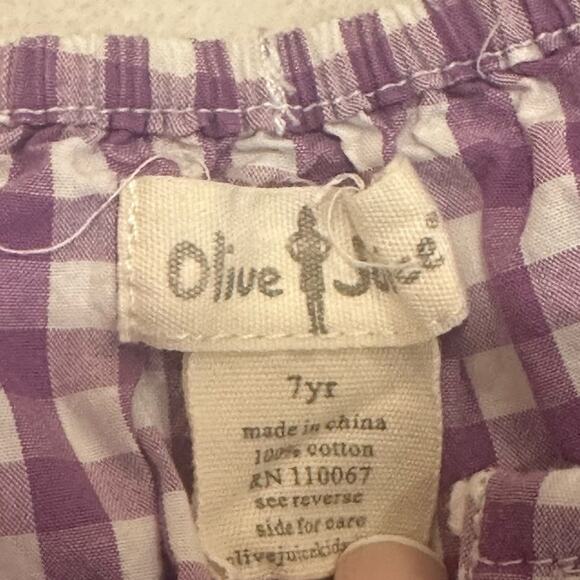 Olive Juice®
7yr
made in china
100% cotton
RN 110067
see reverse
side for care